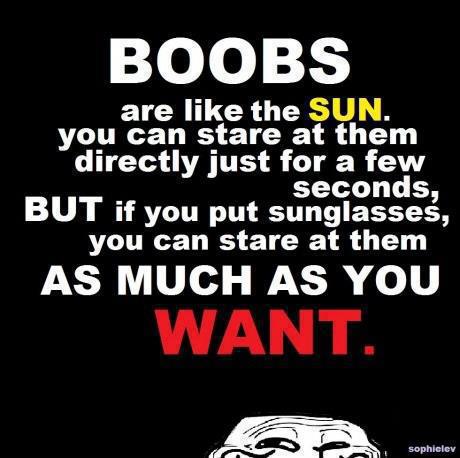 BOOBS
are like the SUN.
you can stare at them
directly just for a few
seconds,
BUT if you put sunglasses,
you can stare at them
AS MUCH AS YOU
WANT.
sophielev